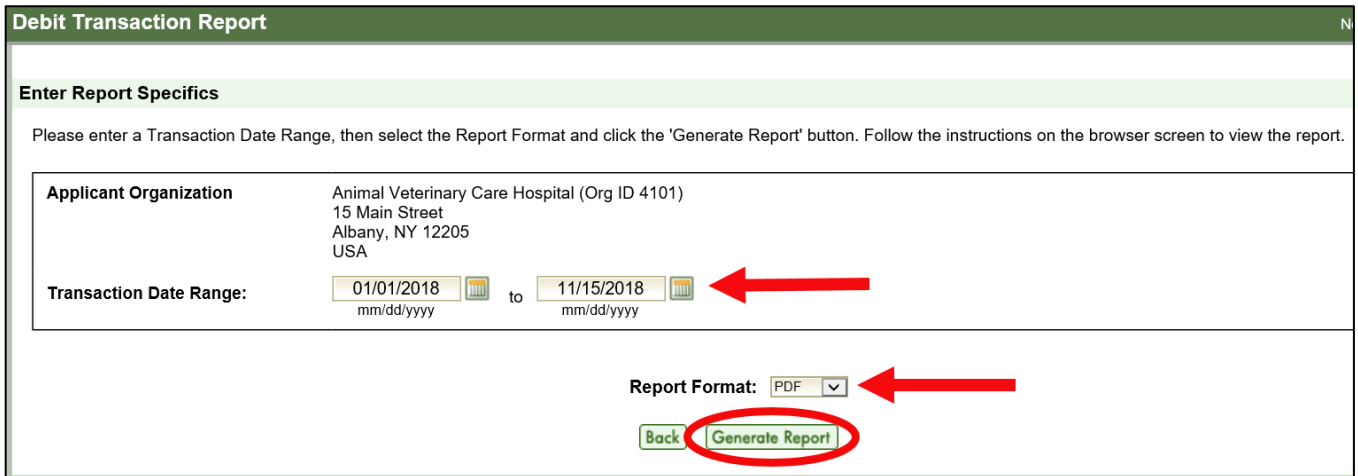 Debit Transaction Report
Enter Report Specifics
Please enter a Transaction Date Range, then select the Report Format and click the 'Generate Report' button. Follow the instructions on the browser screen to view the report.
Applicant Organization Animal Veterinary Care Hospital (Org ID 4101)
15 Main Street
Albany, NY 12205
USA
Transaction Date Range: 01/01/2018 to 11/15/2018
mm/dd/yyyy mm/dd/yyyy
Report Format: PDF
Back Generate Report